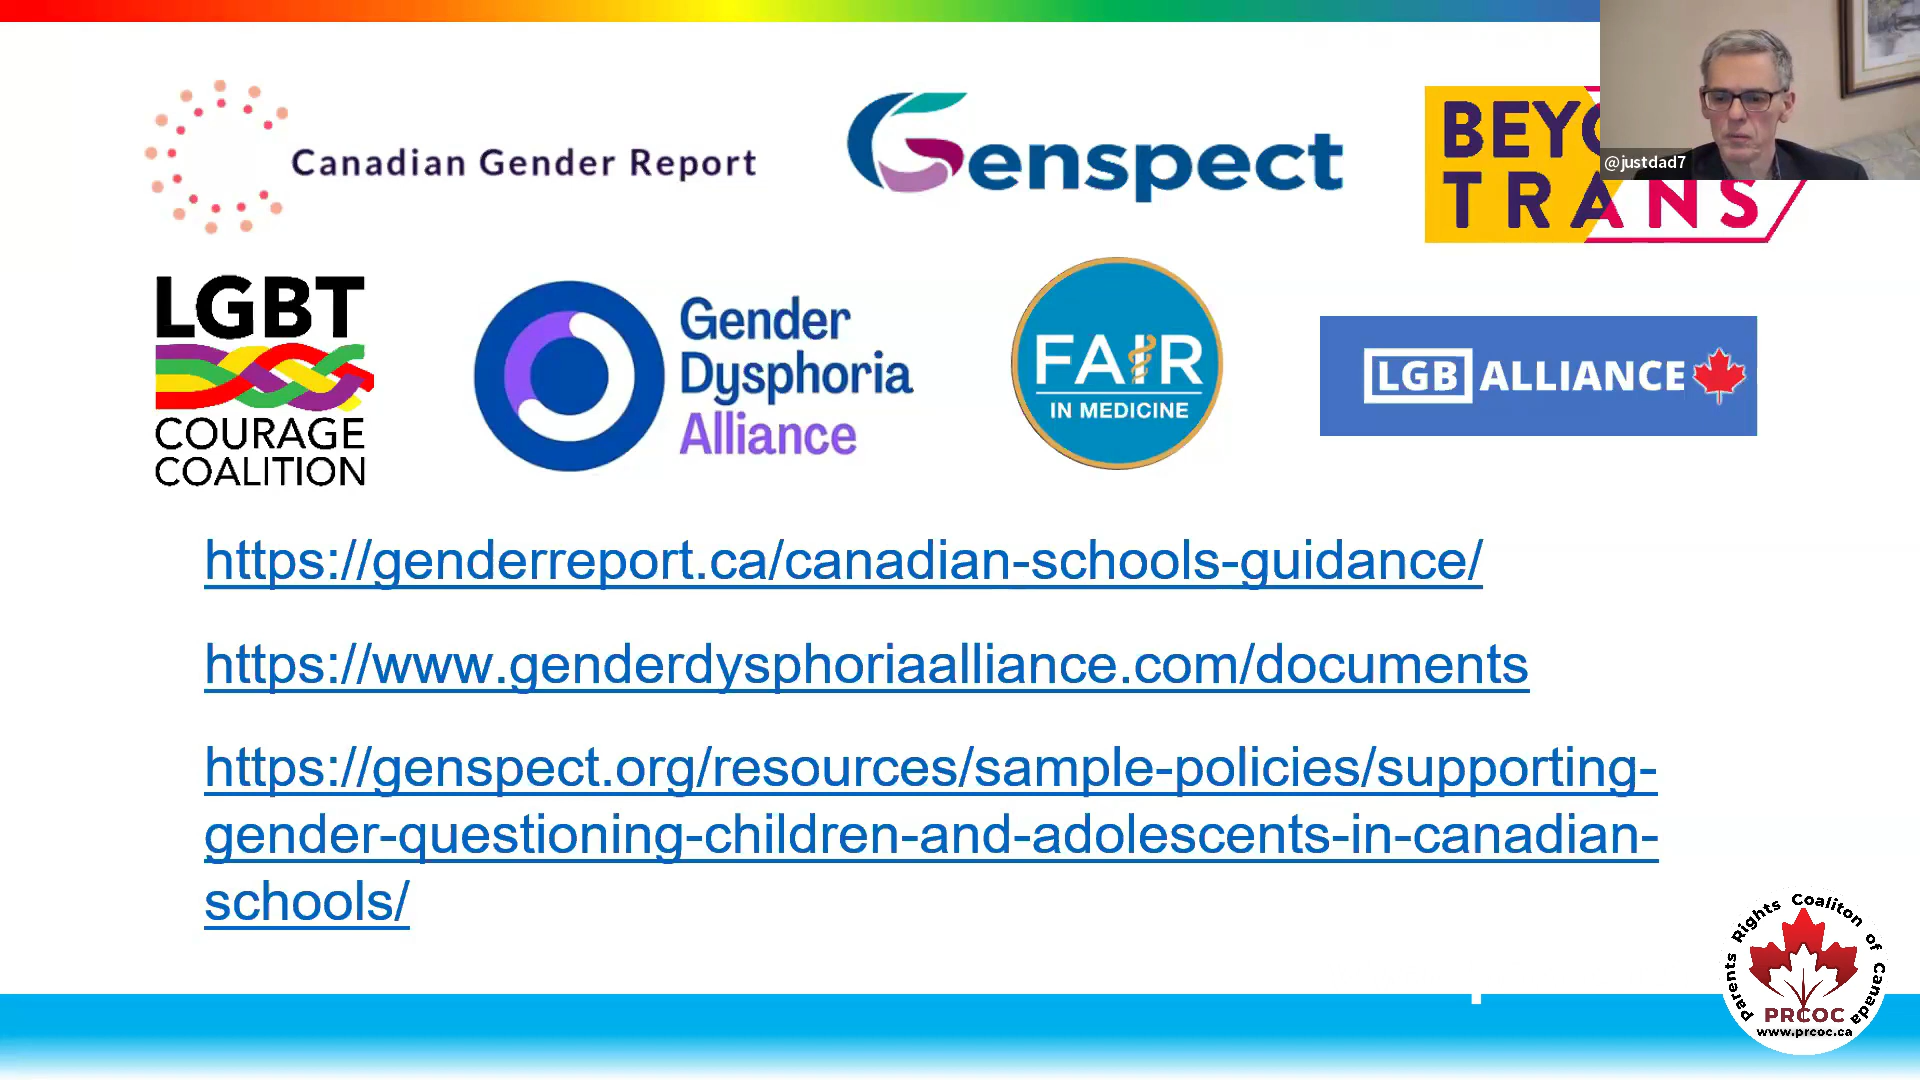 Canadian Gender Report
Genspect
BEYO
TRANS
@justdad7
LGBT
COURAGE
COALITION
Gender
Dysphoria
Alliance
FAIR
IN MEDICINE
LGB ALLIANCE
https://genderreport.ca/canadian-schools-guidance/
https://www.genderdysphoriaalliance.com/documents
https://genspect.org/resources/sample-policies/supporting-
gender-questioning-children-and-adolescents-in-canadian-
schools/
Parents Rights Coaliton of Canada
PRCOC
www.prcoc.ca